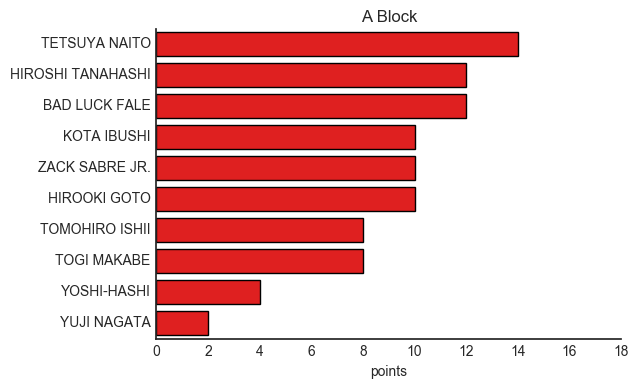 A Block
TETSUYA NAITO
HIROSHI TANAHASHI
BAD LUCK FALE
KOTA IBUSHI
ZACK SABRE JR.
HIROOKI GOTO
TOMOHIRO ISHII
TOGI MAKABE
YOSHI-HASHI
YUJI NAGATA
0 2 4 6 8 10 12 14 16 18
points